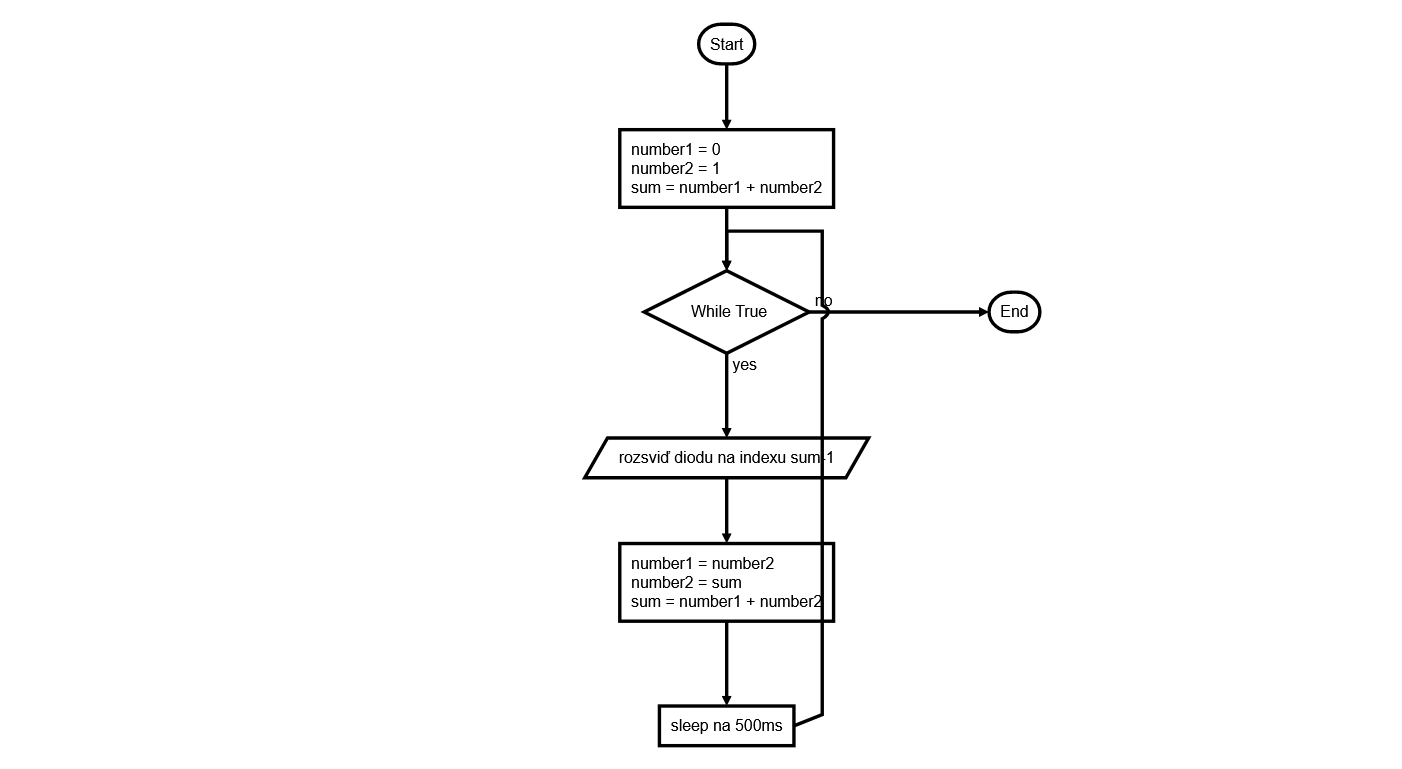 Start
number1 = 0
number2 = 1
sum = number1 + number2
While True
no
End
yes
rozsviď diodu na indexu sum-1
number1 = number2
number2 = sum
sum = number1 + number2
sleep na 500ms